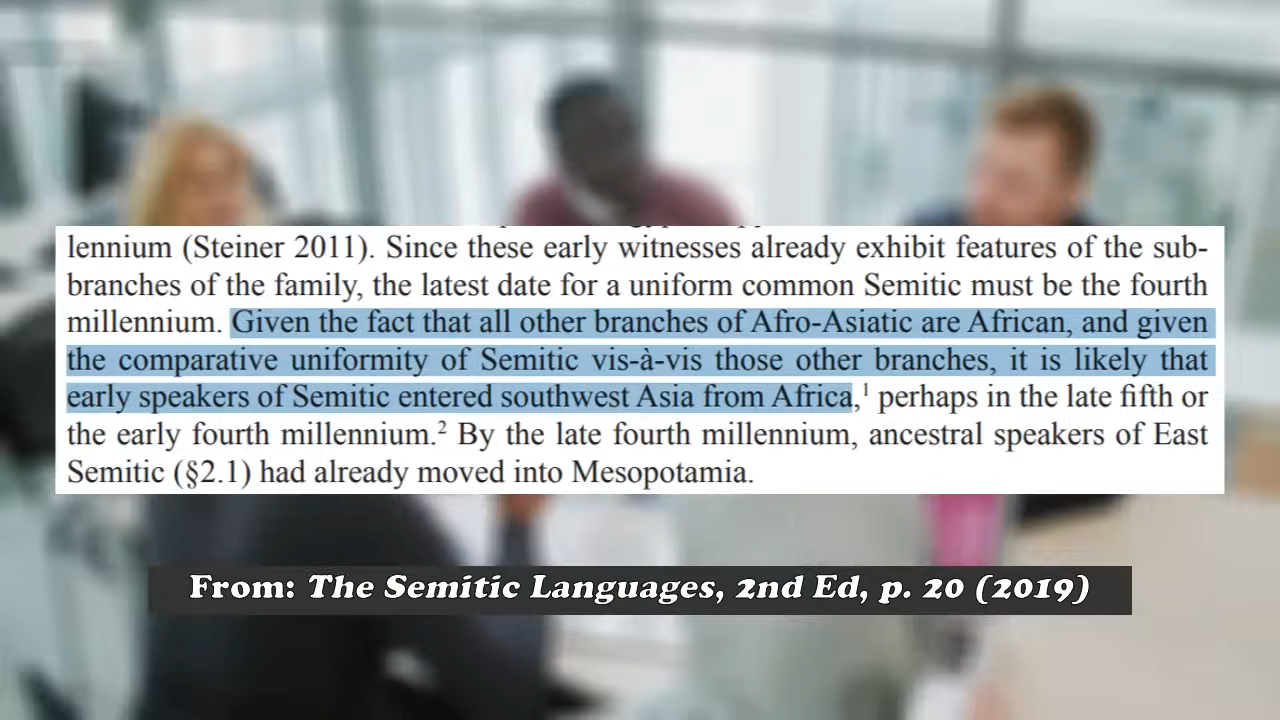 lennium (Steiner 2011). Since these early witnesses already exhibit features of the sub-
branches of the family, the latest date for a uniform common Semitic must be the fourth
millennium. Given the fact that all other branches of Afro-Asiatic are African, and given
the comparative uniformity of Semitic vis-à-vis those other branches, it is likely that
early speakers of Semitic entered southwest Asia from Africa,¹ perhaps in the late fifth or
the early fourth millennium.² By the late fourth millennium, ancestral speakers of East
Semitic (§2.1) had already moved into Mesopotamia.
From: The Semitic Languages, 2nd Ed, p. 20 (2019)